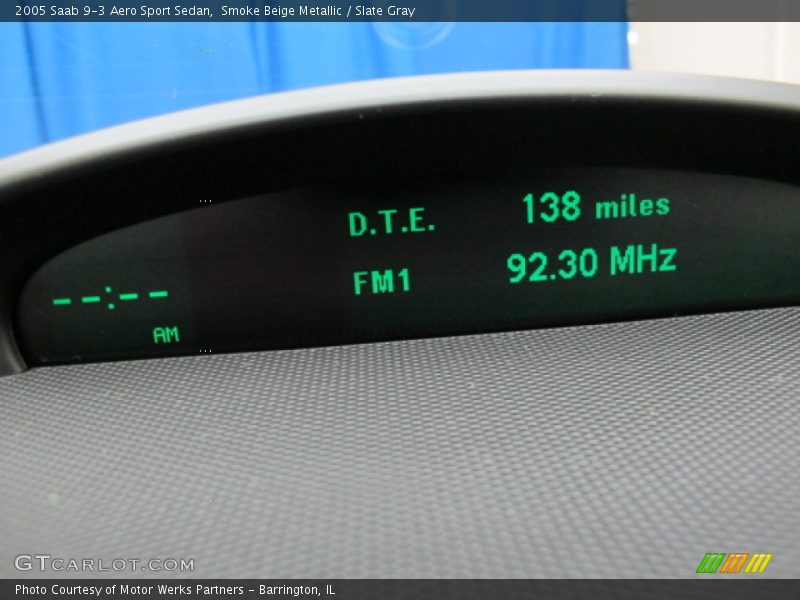 2005 Saab 9-3 Aero Sport Sedan,  Smoke Beige Metallic / Slate Gray
D.T.E. 138 miles
FM1 92.30 MHz
--:--
AM
GTCARLOT.COM
Photo Courtesy of Motor Werks Partners - Barrington, IL